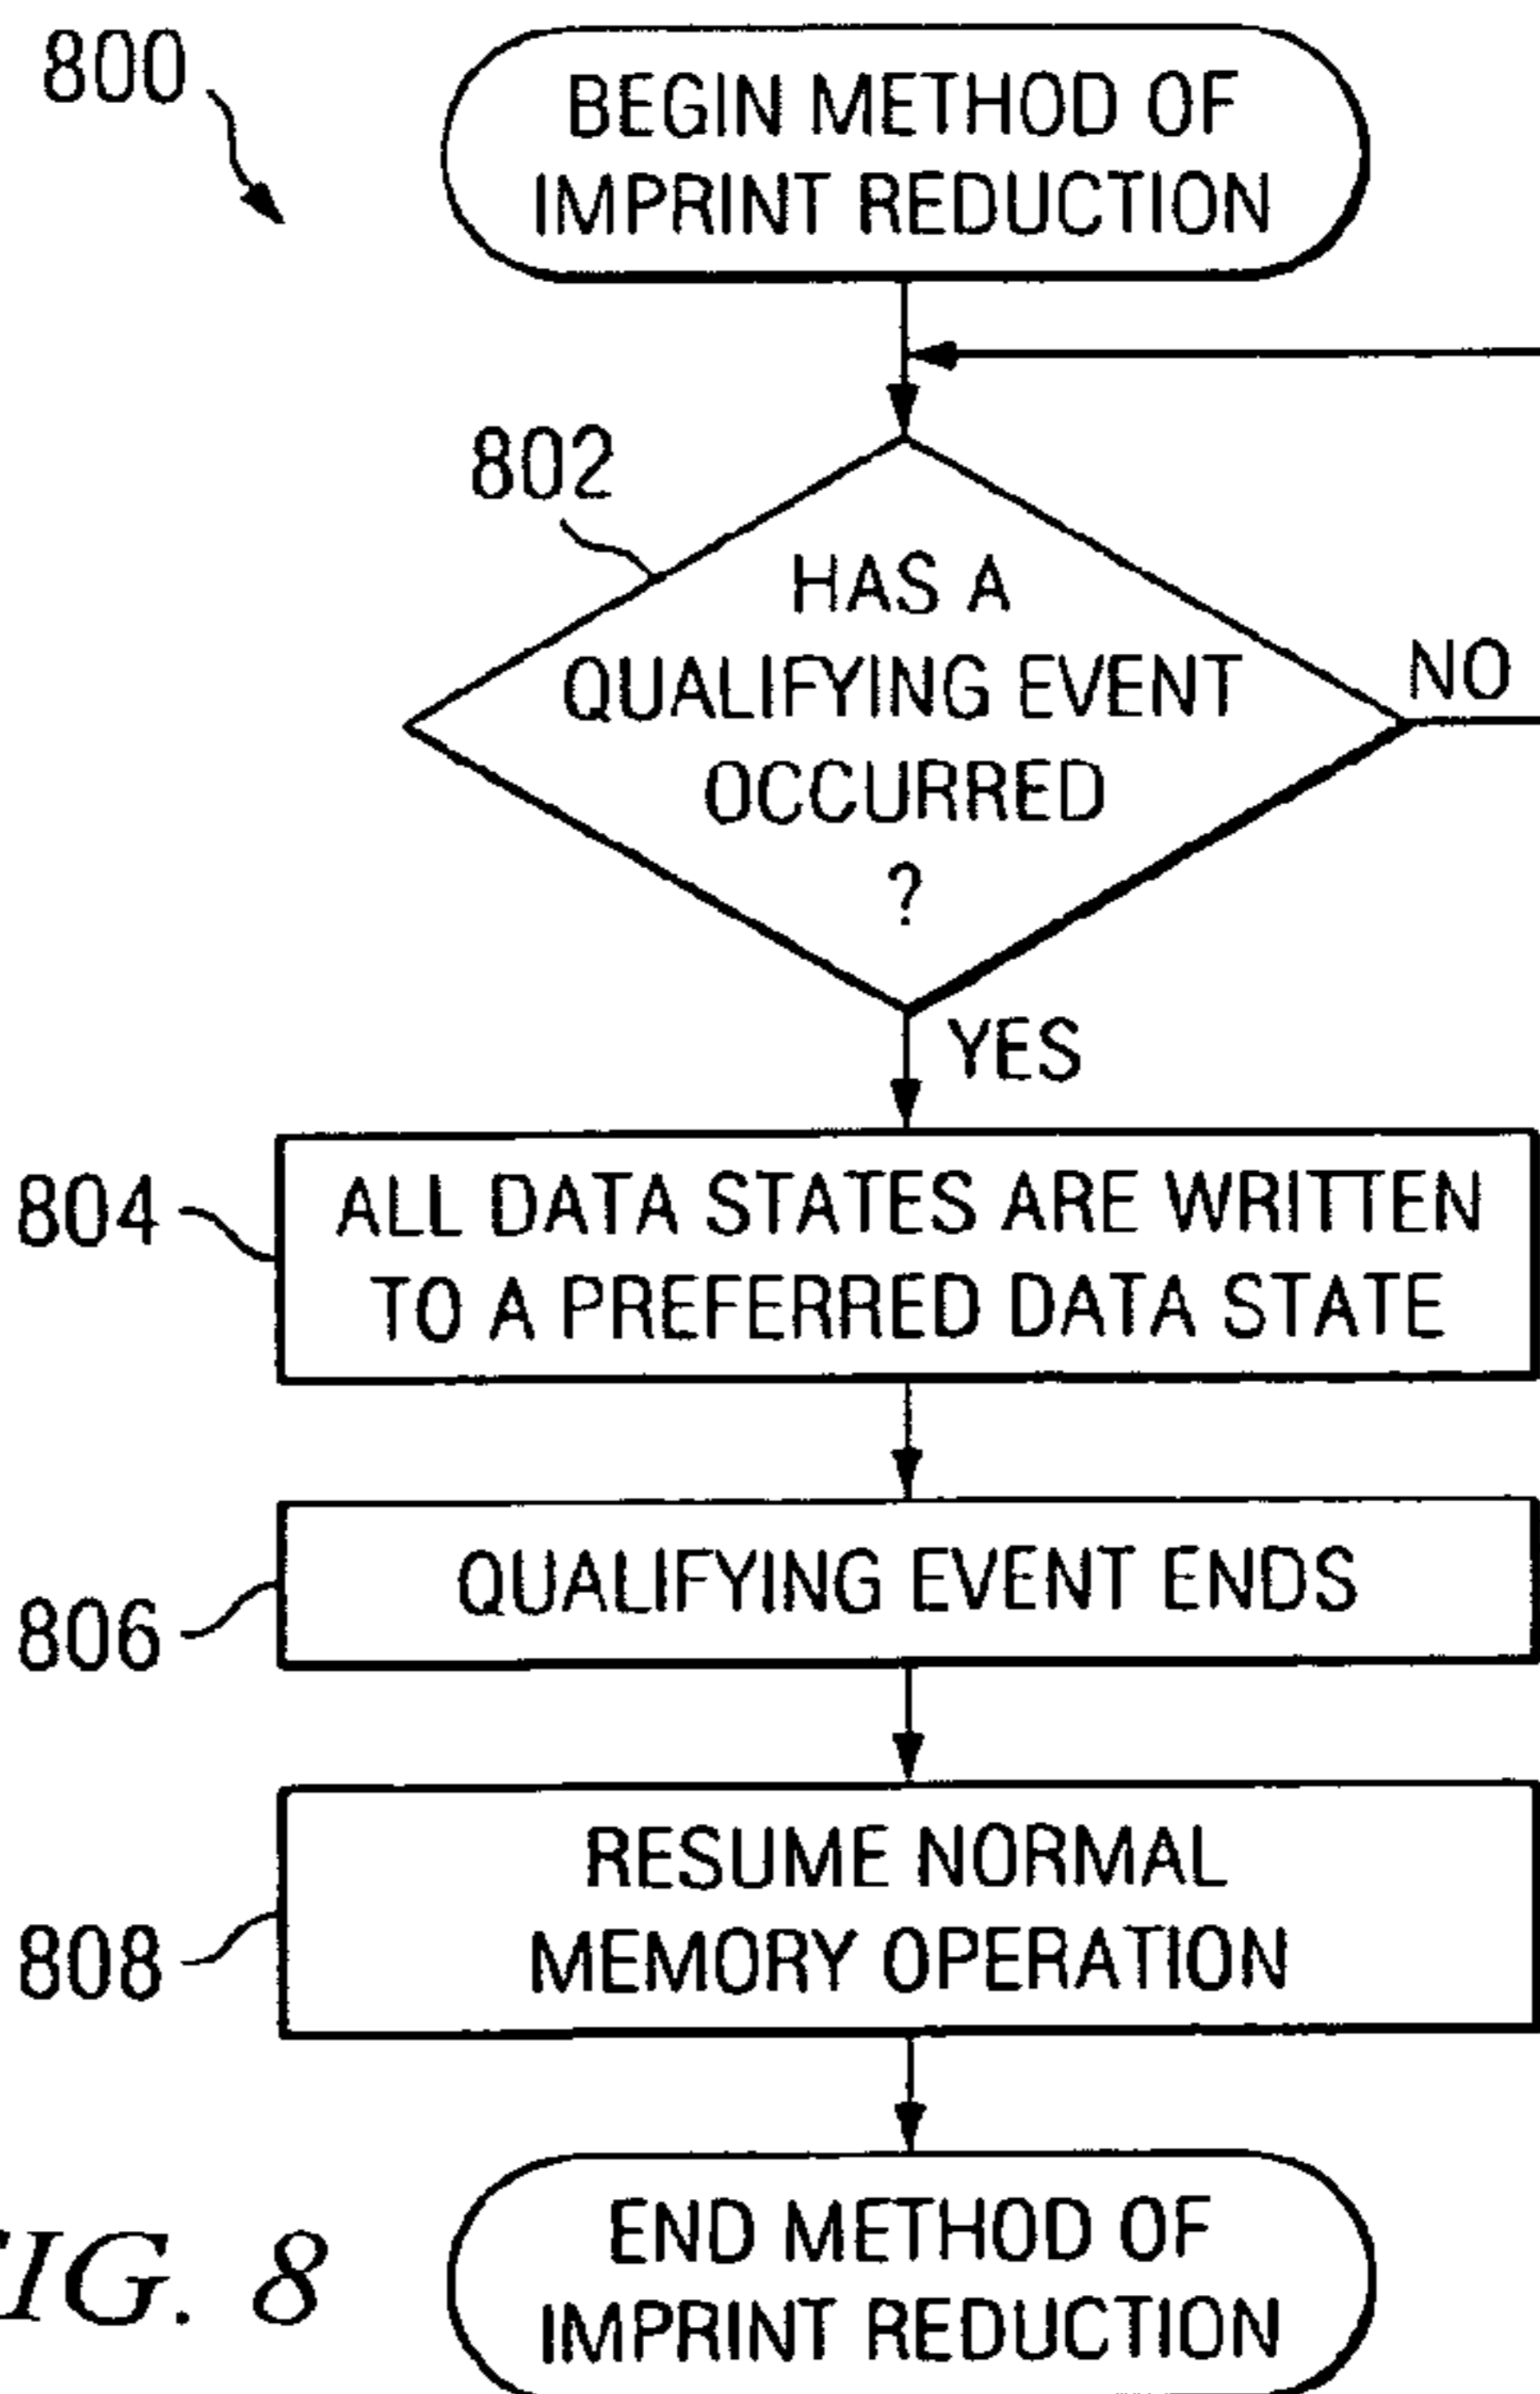 800
BEGIN METHOD OF
IMPRINT REDUCTION
802
HAS A
QUALIFYING EVENT
OCCURRED
?
NO
YES
804
ALL DATA STATES ARE WRITTEN
TO A PREFERRED DATA STATE
806
QUALIFYING EVENT ENDS
808
RESUME NORMAL
MEMORY OPERATION
FIG. 8
END METHOD OF
IMPRINT REDUCTION